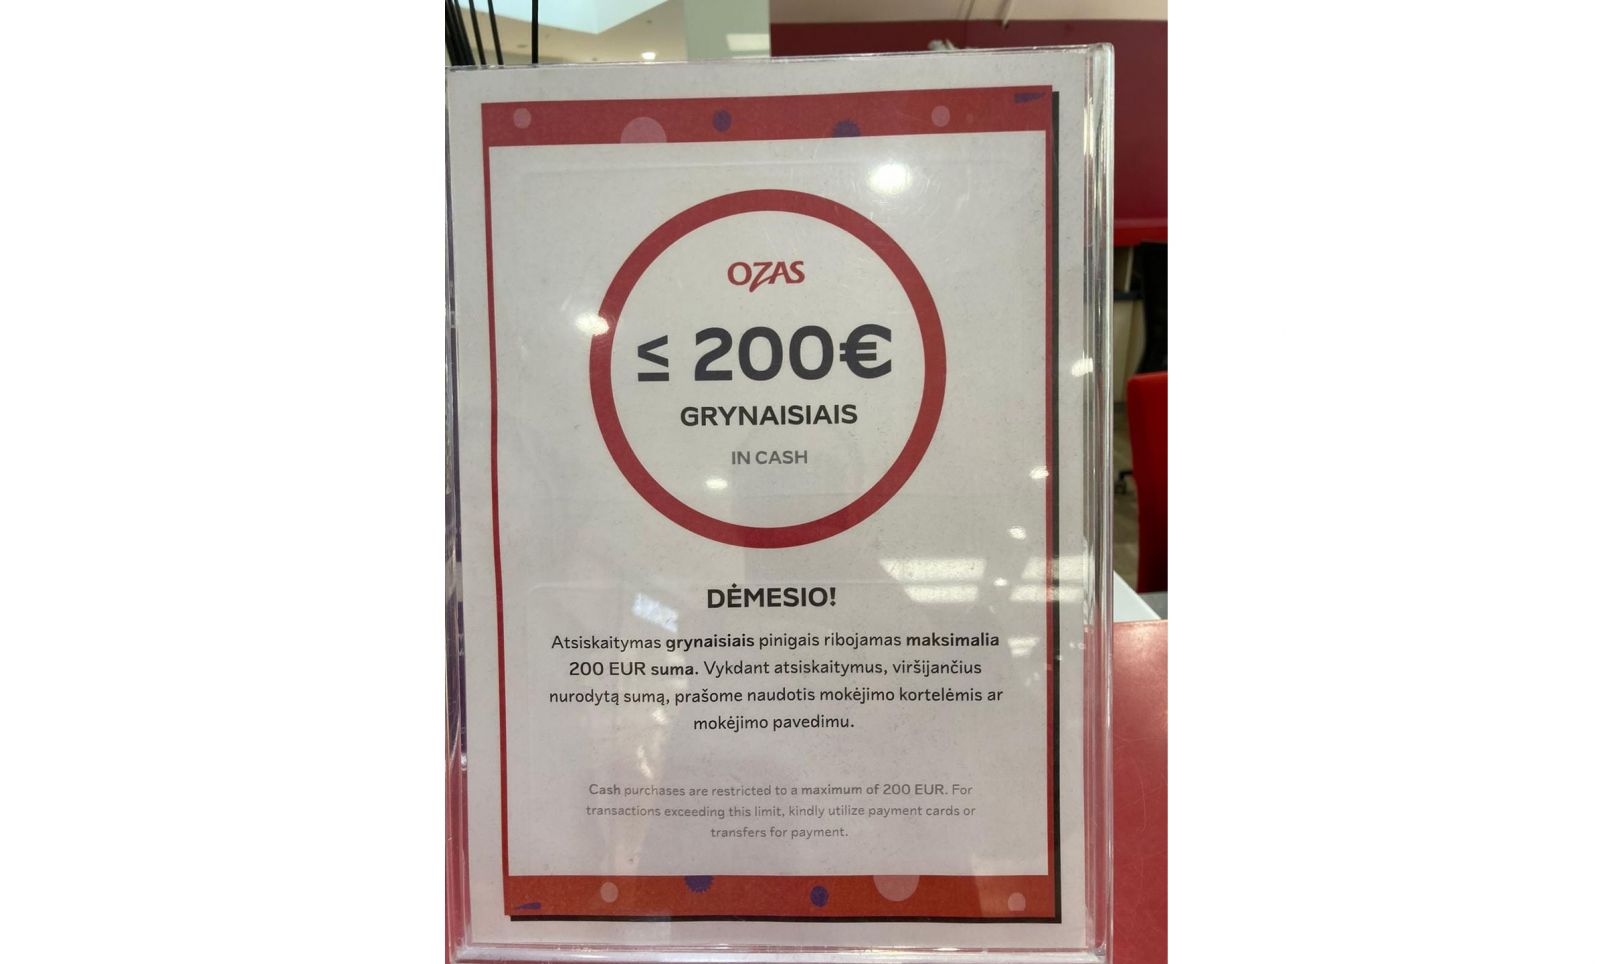 OZAS
≤ 200€
GRYNAISIAIS
IN CASH
DĖMESIO!
Atsiskaitymas grynaisiais pinigais ribojamas maksimalia
200 EUR suma. Vykdant atsiskaitymus, viršijančius
nurodytą sumą, prašome naudotis mokėjimo kortelėmis ar
mokėjimo pavedimu.
Cash purchases are restricted to a maximum of 200 EUR. For
transactions exceeding this limit, kindly utilize payment cards or
transfers for payment.